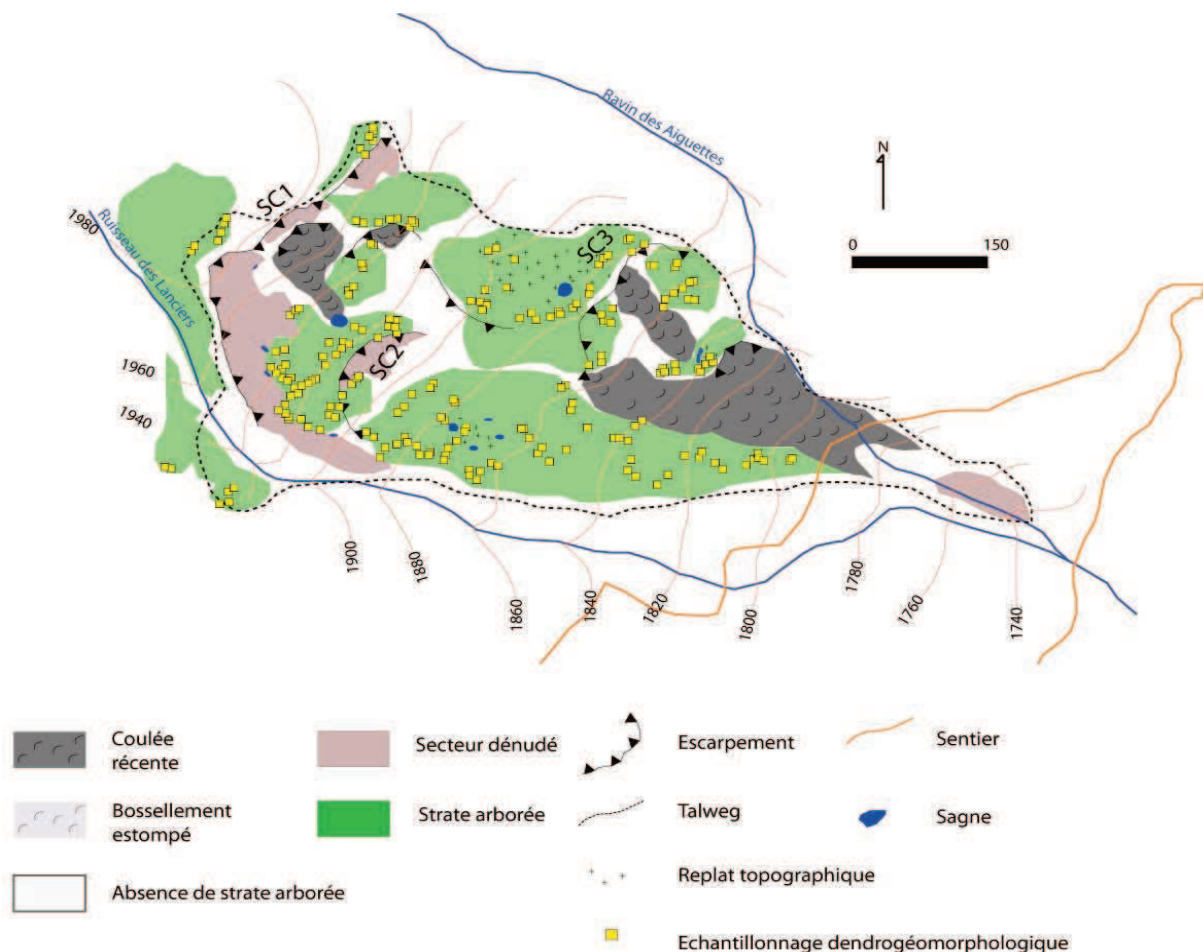 Ravin des Aiguettes
N
0
150
SC1
1980
Ruisseau des Lanciers
SC3
SC2
1960
1940
1900
1880
1860
1840
1820
1800
1780
1760
1740
Coulée
récente
Secteur dénudé
Escarpement
Sentier
Bossellement
estompé
Strate arborée
Talweg
Sagne
Absence de strate arborée
Replat topographique
Echantillonnage dendrogéomorphologique